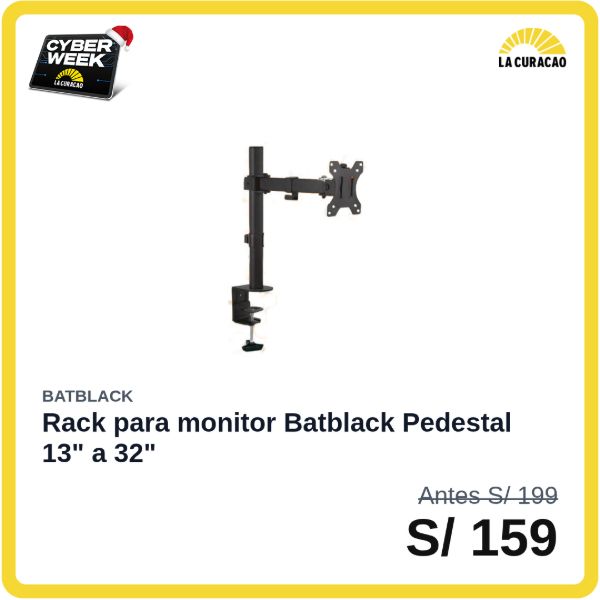 CYBER
WEEK
LA CURACAO
LA CURACAO
BATBLACK
Rack para monitor Batblack Pedestal
13" a 32"
Antes S/ 199
S/ 159